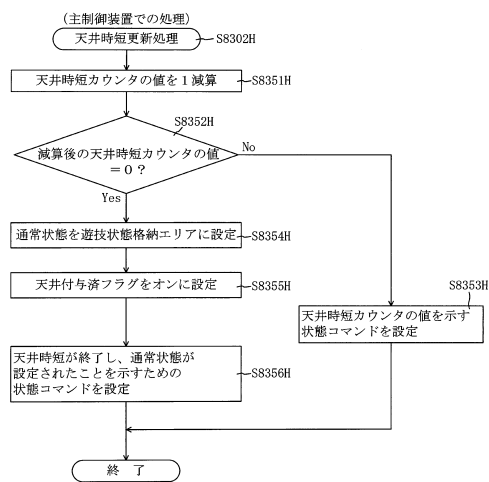 (主制御装置での処理)
天井時短更新処理
S8302H
天井時短カウンタの値を１減算
S8351H
S8352H
減算後の天井時短カウンタの値
＝０？
No
Yes
通常状態を遊技状態格納エリアに設定
S8354H
天井付与済フラグをオンに設定
S8355H
S8353H
天井時短カウンタの値を示す
状態コマンドを設定
天井時短が終了し、通常状態が
設定されたことを示すための
状態コマンドを設定
S8356H
終　了